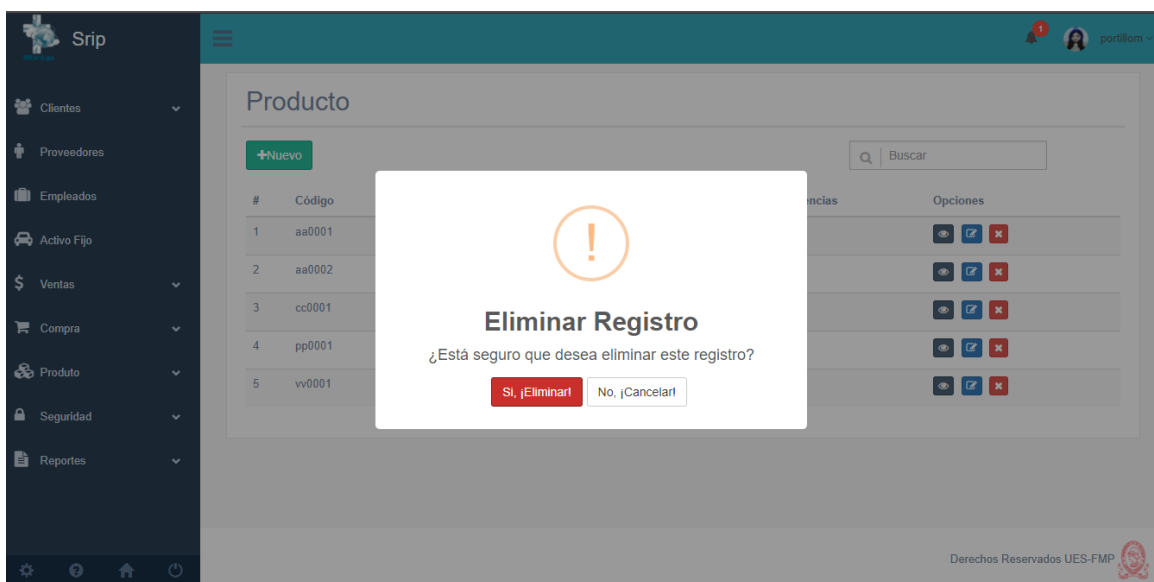 Srip
1
portillom
Clientes
Proveedores
Empleados
Activo Fijo
Ventas
Compra
Produto
Seguridad
Reportes
Producto
+Nuevo
Buscar
# Código encias Opciones
1 aa0001
2 aa0002
3 cc0001
4 pp0001
5 vv0001
Eliminar Registro
¿Está seguro que desea eliminar este registro?
Si, ¡Eliminar! No, ¡Cancelar!
Derechos Reservados UES-FMP